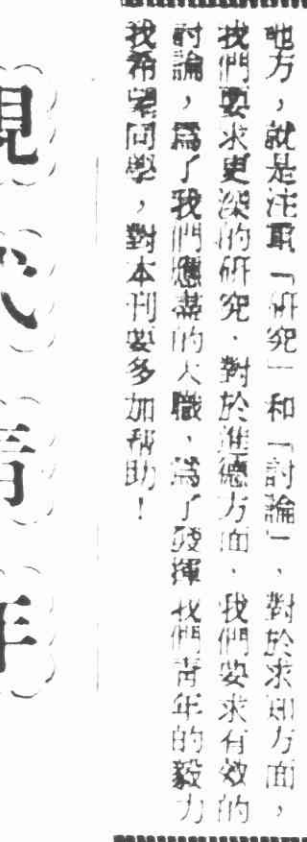 地方，就是注重「研究」和「討論」，對於求知方面，
我們要求更深的研究．對於進德方面．我們要求有效的
討論，爲了我們應盡的天職、爲了發揮我們青年的毅力
我希望同學，對本刊要多加幫助！
現代青年